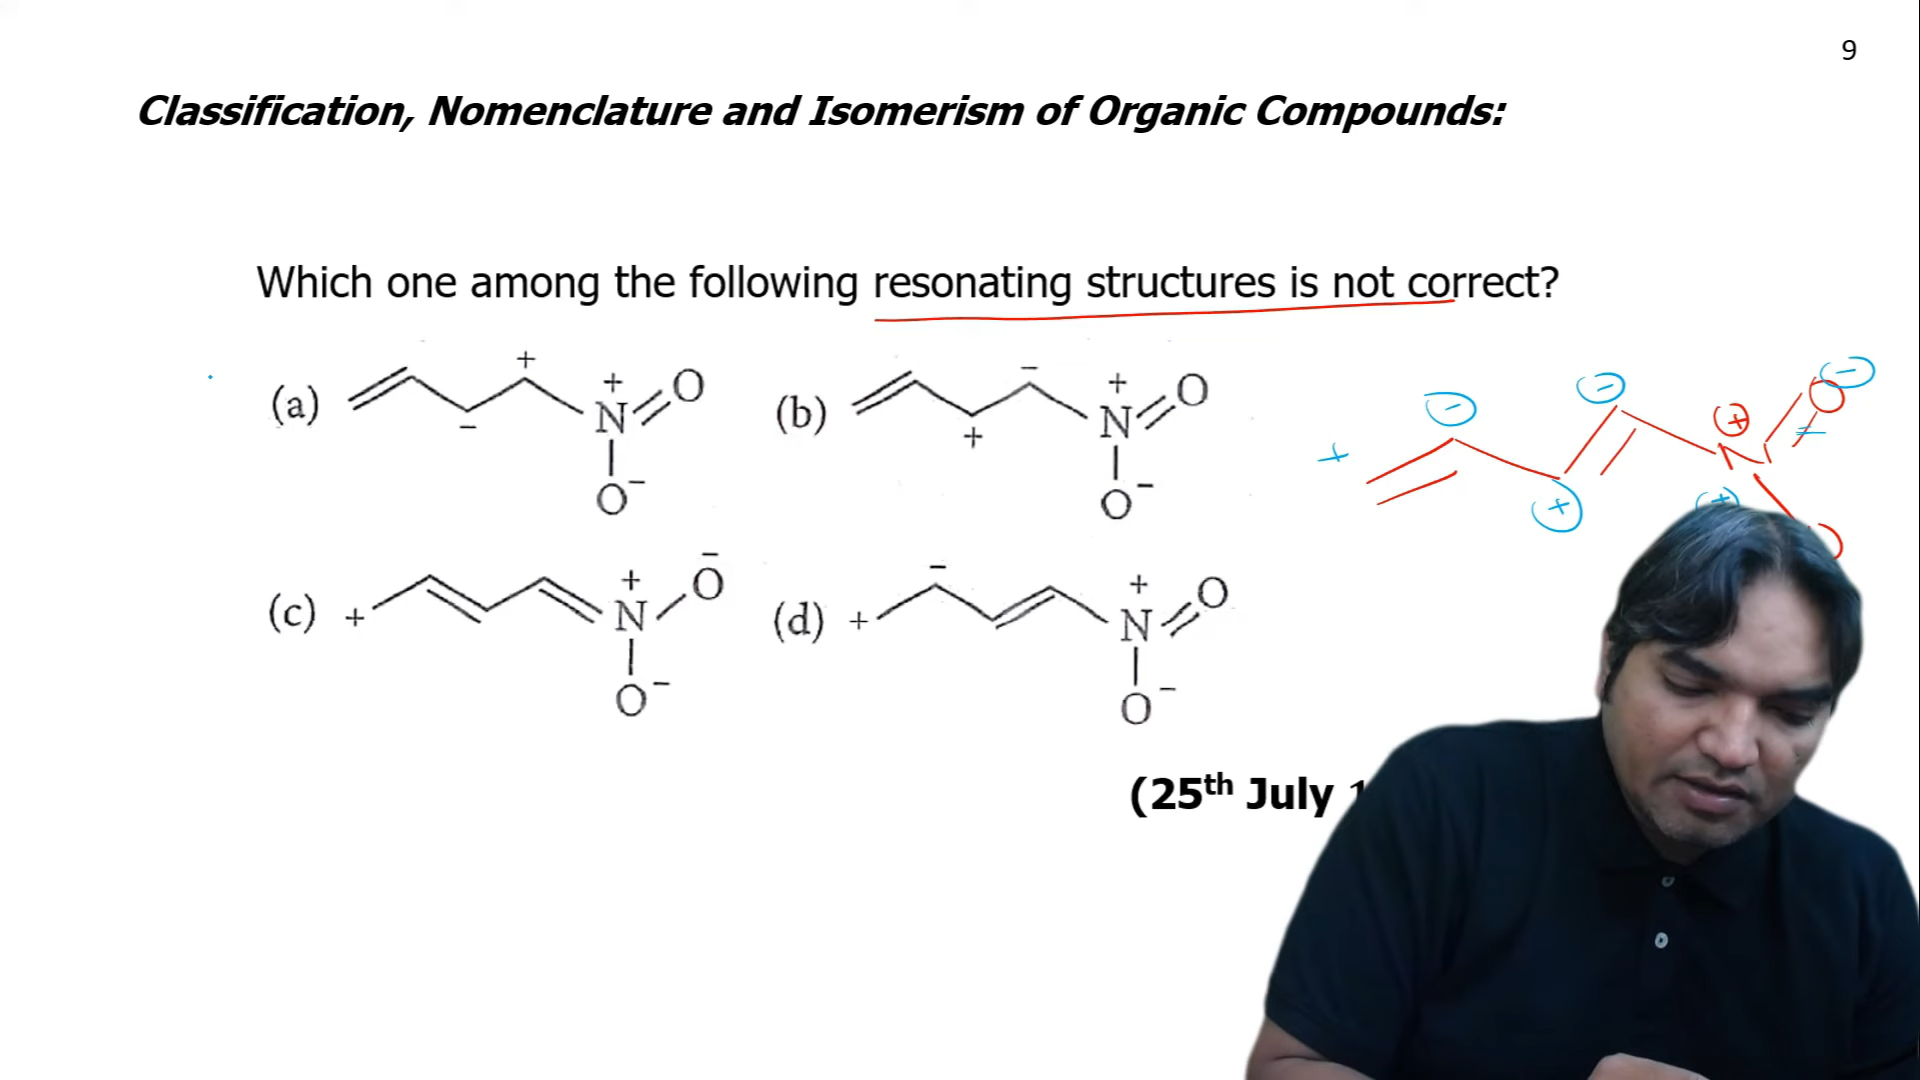 9
Classification, Nomenclature and Isomerism of Organic Compounds:
Which one among the following resonating structures is not correct?
(a) + − + N O O−
(b) − + + N O O−
(c) + + N O− O−
(d) + − + N O O−
+ − + − + N O − = + O
(25th July 1